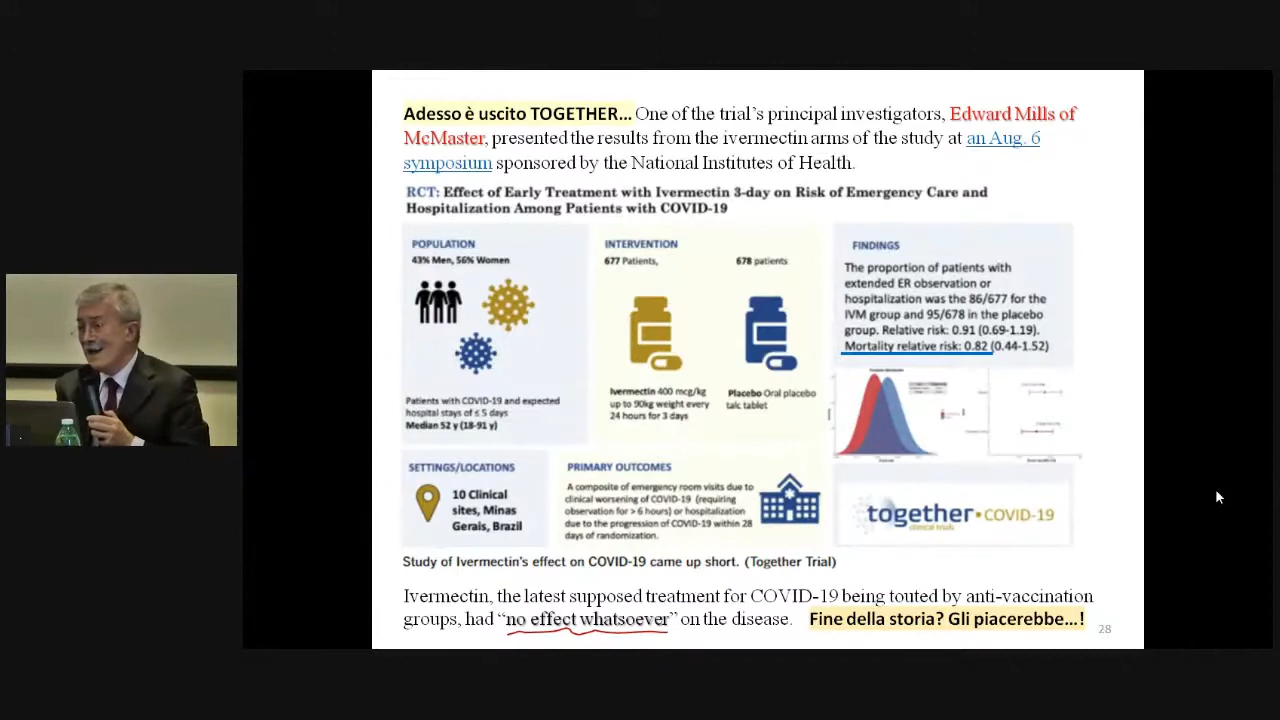 Adesso è uscito TOGETHER... One of the trial's principal investigators, Edward Mills of
McMaster, presented the results from the ivermectin arms of the study at an Aug. 6
symposium sponsored by the National Institutes of Health.
RCT: Effect of Early Treatment with Ivermectin 3-day on Risk of Emergency Care and
Hospitalization Among Patients with COVID-19
POPULATION
43% Men, 56% Women
Patients with COVID-19 and expected
hospital stays of ≤ 5 days
Median 52 y (18-91 y)
INTERVENTION
677 Patients,
678 patients
Ivermectin 400 mcg/kg
up to 90kg weight every
24 hours for 3 days
Placebo Oral placebo
talc tablet
FINDINGS
The proportion of patients with
extended ER observation or
hospitalization was the 86/677 for the
IVM group and 95/678 in the placebo
group. Relative risk: 0.91 (0.69-1.19).
Mortality relative risk: 0.82 (0.44-1.52)
SETTINGS/LOCATIONS
10 Clinical
sites, Minas
Gerais, Brazil
PRIMARY OUTCOMES
A composite of emergency room visits due to
clinical worsening of COVID-19 (requiring
observation for > 6 hours) or hospitalization
due to the progression of COVID-19 within 28
days of randomization.
together COVID-19
clinical trials
Study of Ivermectin's effect on COVID-19 came up short. (Together Trial)
Ivermectin, the latest supposed treatment for COVID-19 being touted by anti-vaccination
groups, had "no effect whatsoever" on the disease. Fine della storia? Gli piacerebbe...!
28